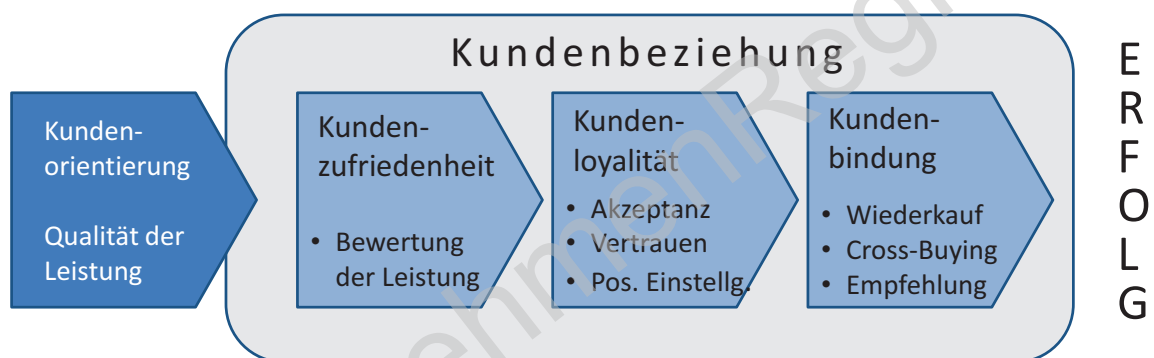 Kundenbeziehung
Kunden-
orientierung
Qualität der
Leistung
Kunden-
zufriedenheit
• Bewertung
der Leistung
Kunden-
loyalität
• Akzeptanz
• Vertrauen
• Pos. Einstellg.
Kunden-
bindung
• Wiederkauf
• Cross-Buying
• Empfehlung
E
R
F
O
L
G